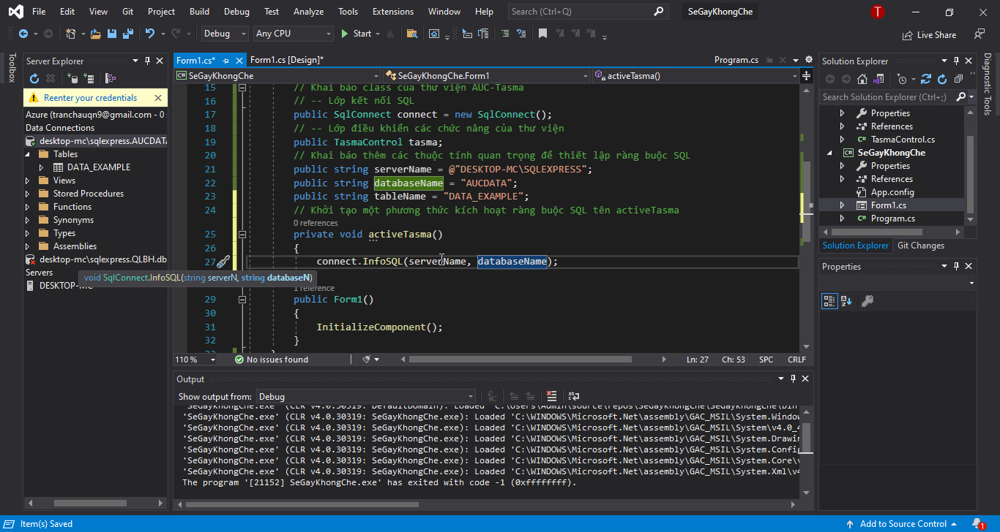 File Edit View Git Project Build Debug Test Analyze Tools Extensions Window Help Search (Ctrl+Q) SeGayKhongChe T
Debug Any CPU Start Live Share
Toolbox
Server Explorer
Reenter your credentials
Azure (tranchauqn9@gmail.com - 0 s
Data Connections
desktop-mc\sqlexpress.AUCDATA
Tables
DATA_EXAMPLE
Views
Stored Procedures
Functions
Synonyms
Types
Assemblies
desktop-mc\sqlexpress.QLBH.db
Servers
DESKTOP-MC
Form1.cs* Form1.cs [Design]* Program.cs
SeGayKhongChe SeGayKhongChe.Form1 activeTasma()
15 // Khai báo class của thư viện AUC-Tasma
16 // -- Lớp kết nối SQL
17 public SqlConnect connect = new SqlConnect();
18 // -- Lớp điều khiển các chức năng của thư viện
19 public TasmaControl tasma;
20 // Khai báo thêm các thuộc tính quan trọng để thiết lập ràng buộc SQL
21 public string serverName = @"DESKTOP-MC\SQLEXPRESS";
22 public string databaseName = "AUCDATA";
23 public string tableName = "DATA_EXAMPLE";
24 // Khởi tạo một phương thức kích hoạt ràng buộc SQL tên activeTasma
0 references
25 private void activeTasma()
26 {
27 connect.InfoSQL(serverName, databaseName);
void SqlConnect.InfoSQL(string serverN, string databaseN)
1 reference
29 public Form1()
30 {
31 InitializeComponent();
32 }
110 % No issues found Ln: 27 Ch: 53 SPC CRLF
Output
Show output from: Debug
'SeGayKhongChe.exe' (CLR v4.0.30319: DefaultDomain): Loaded 'C:\Users\Admin\source\repos\SeGayKhongChe\SeGayKhongChe\bin
'SeGayKhongChe.exe' (CLR v4.0.30319: SeGayKhongChe.exe): Loaded 'C:\WINDOWS\Microsoft.Net\assembly\GAC_MSIL\System.Window
'SeGayKhongChe.exe' (CLR v4.0.30319: SeGayKhongChe.exe): Loaded 'C:\WINDOWS\Microsoft.Net\assembly\GAC_MSIL\System\v4.0_4
'SeGayKhongChe.exe' (CLR v4.0.30319: SeGayKhongChe.exe): Loaded 'C:\WINDOWS\Microsoft.Net\assembly\GAC_MSIL\System.Drawin
'SeGayKhongChe.exe' (CLR v4.0.30319: SeGayKhongChe.exe): Loaded 'C:\WINDOWS\Microsoft.Net\assembly\GAC_MSIL\System.Config
'SeGayKhongChe.exe' (CLR v4.0.30319: SeGayKhongChe.exe): Loaded 'C:\WINDOWS\Microsoft.Net\assembly\GAC_MSIL\System.Core\v
'SeGayKhongChe.exe' (CLR v4.0.30319: SeGayKhongChe.exe): Loaded 'C:\WINDOWS\Microsoft.Net\assembly\GAC_MSIL\System.Xml\v4
The program '[21152] SeGayKhongChe.exe' has exited with code -1 (0xffffffff).
Solution Explorer
Search Solution Explorer (Ctrl+;)
Properties
References
TasmaControl.cs
SeGayKhongChe
Properties
References
App.config
Form1.cs
Program.cs
Solution Explorer Git Changes
Properties
Diagnostic Tools
Item(s) Saved Add to Source Control 1